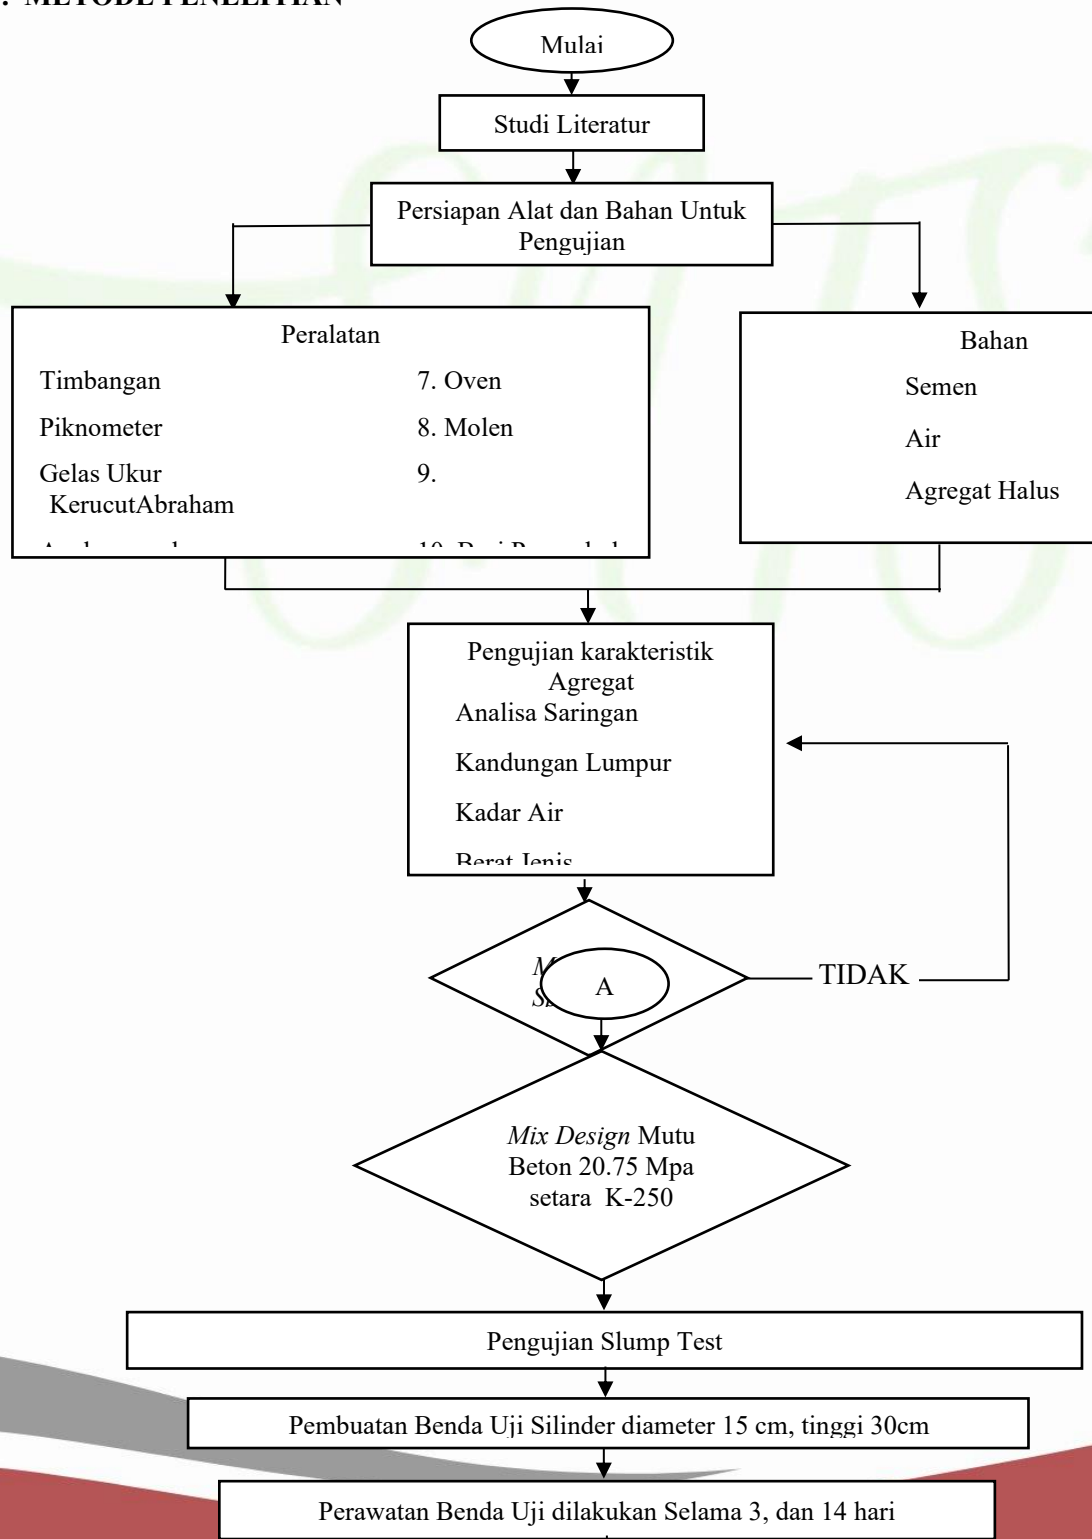 METODE PENELITIAN
Mulai
Studi Literatur
Persiapan Alat dan Bahan Untuk
Pengujian
Peralatan
Timbangan
7. Oven
Piknometer
8. Molen
Gelas Ukur
9.
KerucutAbraham
10.
Bahan
Semen
Air
Agregat Halus
Pengujian karakteristik
Agregat
Analisa Saringan
Kandungan Lumpur
Kadar Air
Berat Jenis
TIDAK
A
Mix Design Mutu
Beton 20.75 Mpa
setara K-250
Pengujian Slump Test
Pembuatan Benda Uji Silinder diameter 15 cm, tinggi 30cm
Perawatan Benda Uji dilakukan Selama 3, dan 14 hari